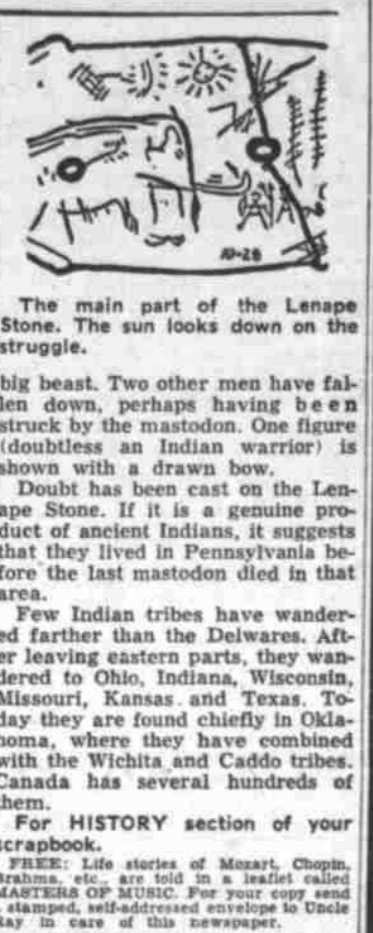 10-28
The main part of the Lenape
Stone. The sun looks down on the
struggle.
big beast. Two other men have fal-
len down, perhaps having been
struck by the mastodon. One figure
(doubtless an Indian warrior) is
shown with a drawn bow.
Doubt has been cast on the Len-
ape Stone. If it is a genuine pro-
duct of ancient Indians, it suggests
that they lived in Pennsylvania be-
fore the last mastodon died in that
area.
Few Indian tribes have wander-
ed farther than the Delwares. Aft-
er leaving eastern parts, they wan-
dered to Ohio, Indiana, Wisconsin,
Missouri, Kansas and Texas. To-
day they are found chiefly in Okla-
homa, where they have combined
with the Wichita and Caddo tribes.
Canada has several hundreds of
them.
For HISTORY section of your
scrapbook.
FREE: Life stories of Mozart, Chopin,
Brahms, etc., are told in a leaflet called
MASTERS OF MUSIC. For your copy send
a stamped, self-addressed envelope to Uncle
Ray in care of this newspaper.